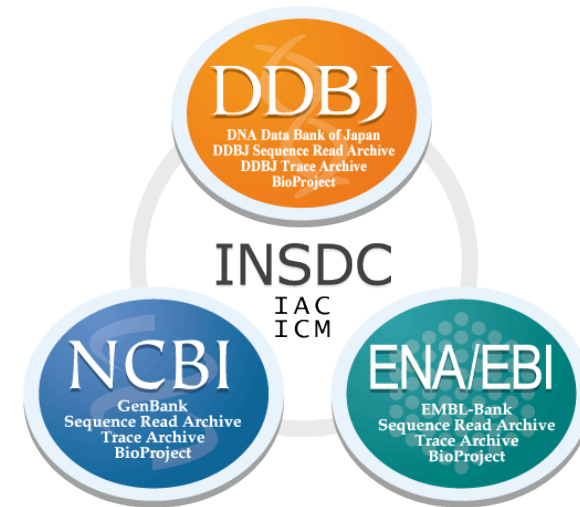 DDBJ
DNA Data Bank of Japan
DDBJ Sequence Read Archive
DDBJ Trace Archive
BioProject
INSDC
IAC
ICM
NCBI
GenBank
Sequence Read Archive
Trace Archive
BioProject
ENA/EBI
EMBL-Bank
Sequence Read Archive
Trace Archive
BioProject